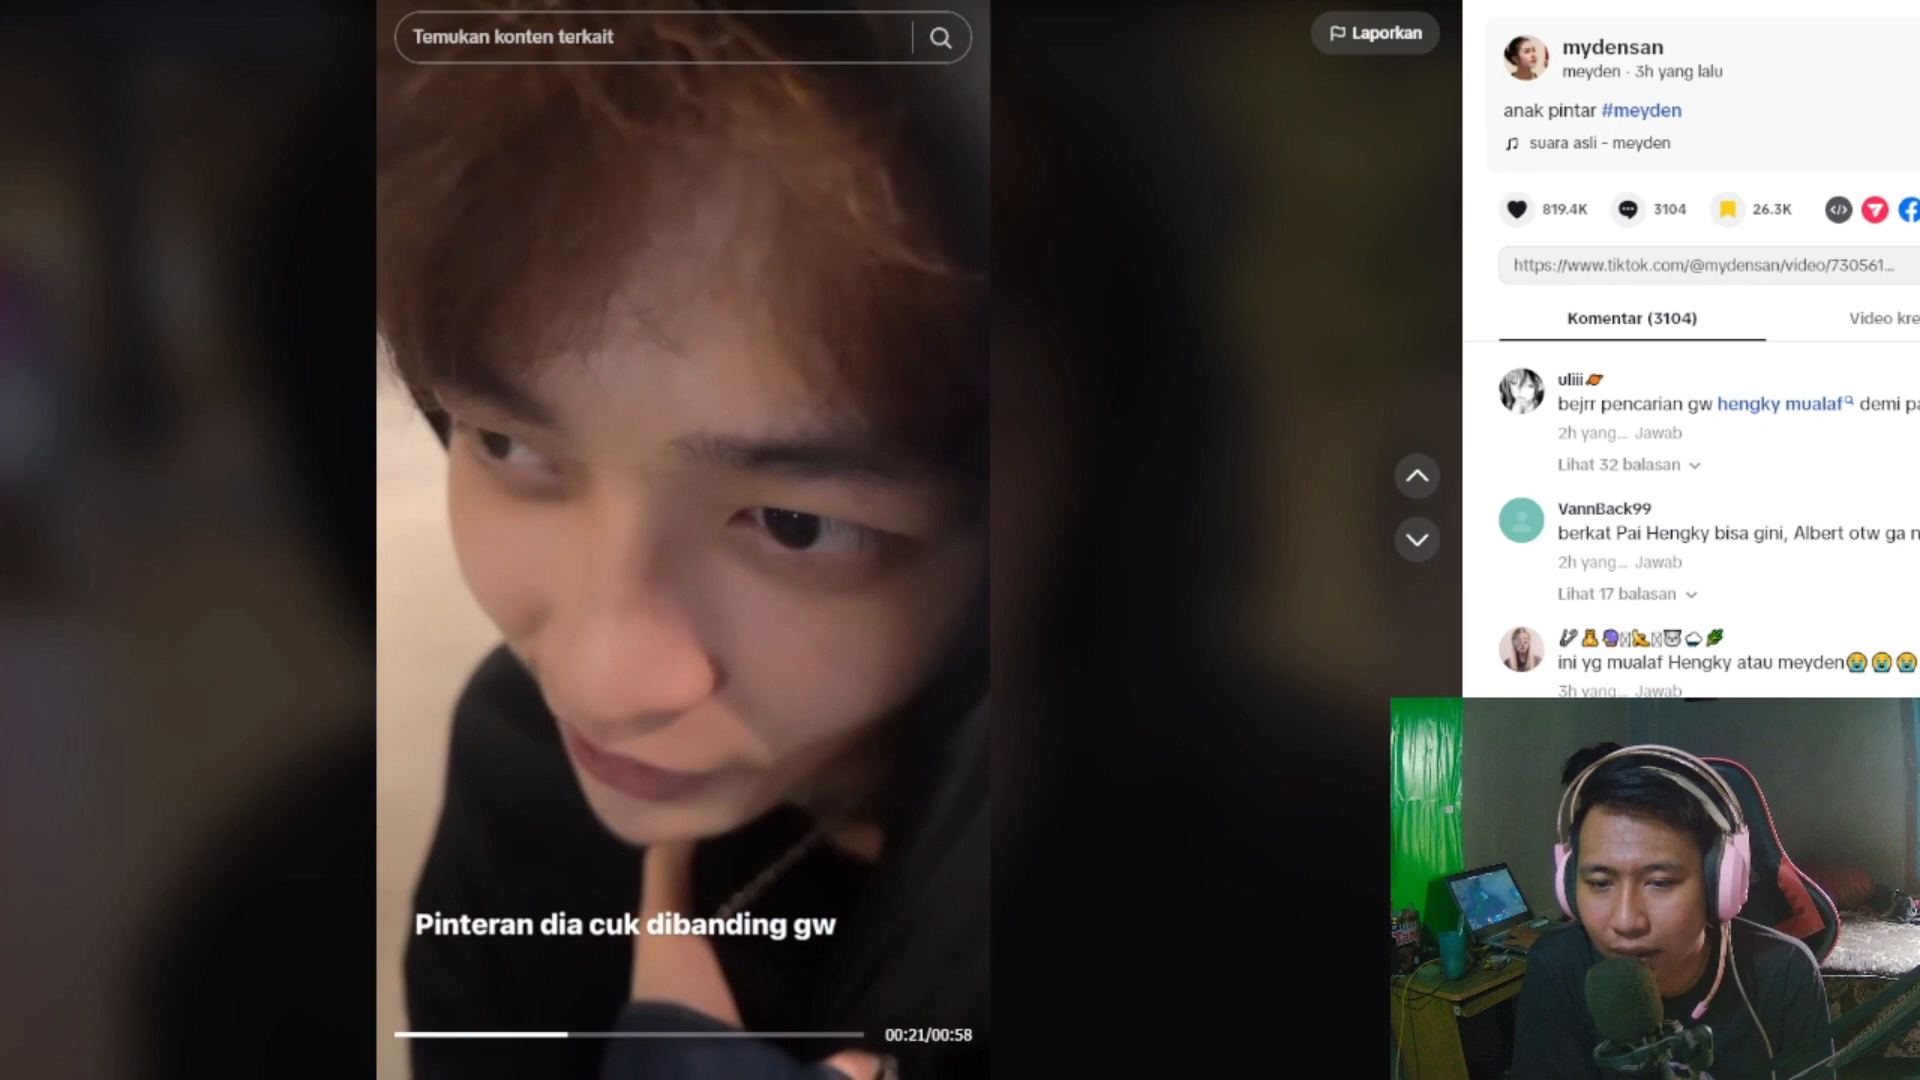 Temukan konten terkait
Laporkan
mydensan
meyden · 3h yang lalu
anak pintar #meyden
suara asli - meyden
819.4K
3104
26.3K
https://www.tiktok.com/@mydensan/video/730561...
Komentar (3104)
Video kre
uliii
bejrr pencarian gw hengky mualaf demi pa
2h yang... Jawab
Lihat 32 balasan
VannBack99
berkat Pai Hengky bisa gini, Albert otw ga n
2h yang... Jawab
Lihat 17 balasan
ini yg mualaf Hengky atau meyden😭😭😭
3h yang... Jawab
Pinteran dia cuk dibanding gw
00:21/00:58